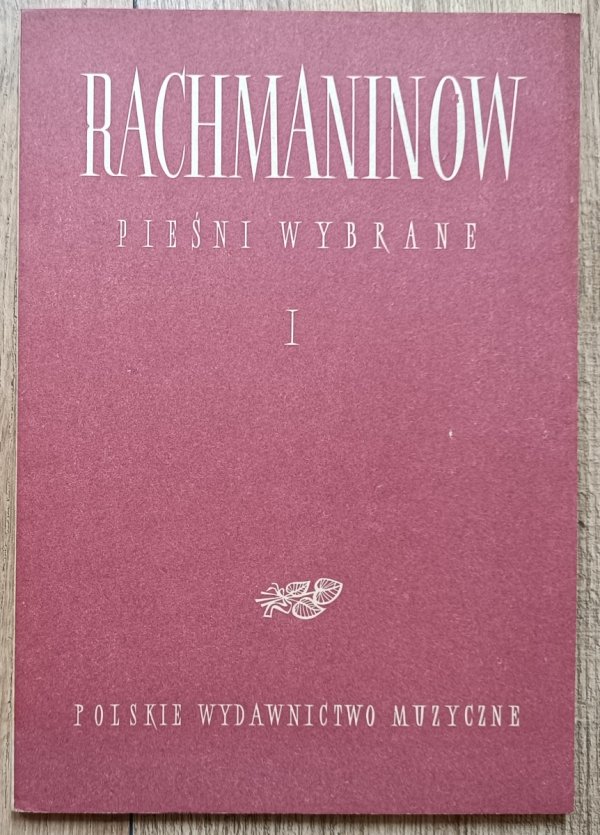 RACHMANINOW
PIEŚNI WYBRANE
I
POLSKIE WYDAWNICTWO MUZYCZNE